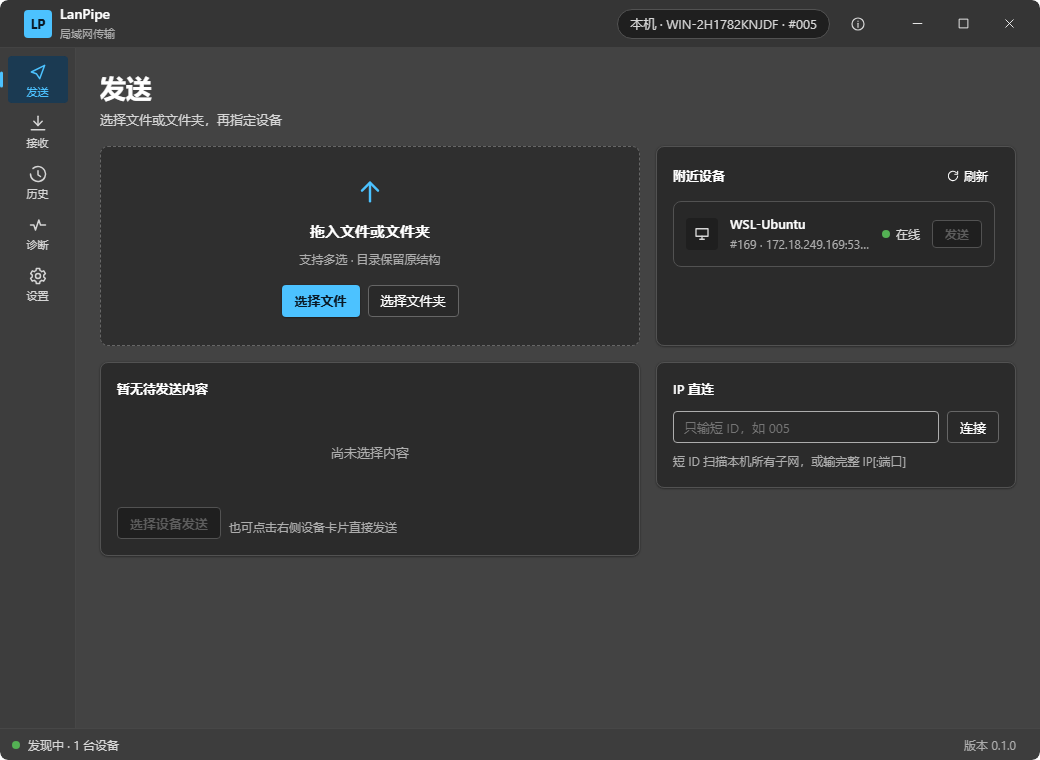 LP
LanPipe
局域网传输
本机 · WIN-2H1782KNJDF · #005
发送
接收
历史
诊断
设置
发送
选择文件或文件夹，再指定设备
拖入文件或文件夹
支持多选 · 目录保留原结构
选择文件
选择文件夹
附近设备
刷新
WSL-Ubuntu
#169 · 172.18.249.169:53...
在线
发送
暂无待发送内容
尚未选择内容
选择设备发送
也可点击右侧设备卡片直接发送
IP 直连
只输短 ID，如 005
连接
短 ID 扫描本机所有子网，或输完整 IP[:端口]
发现中 · 1 台设备
版本 0.1.0